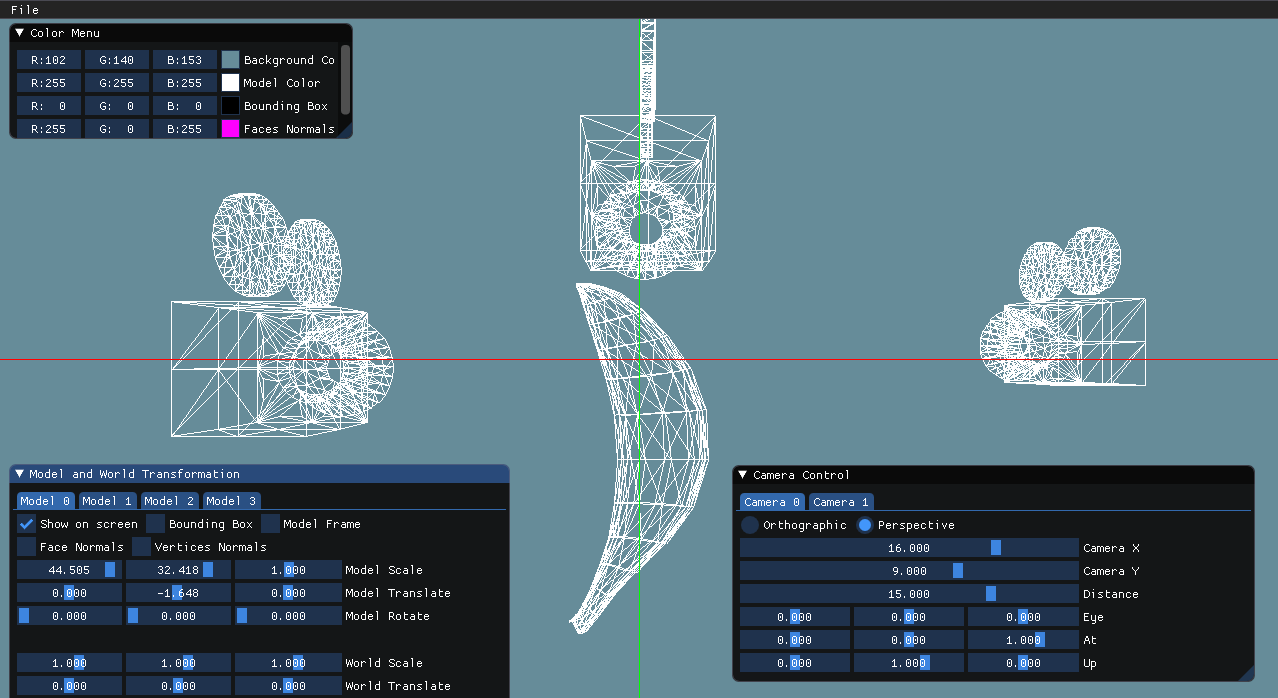 File
Color Menu
R:102 G:140 B:153 Background Co
R:255 G:255 B:255 Model Color
R: 0 G: 0 B: 0 Bounding Box
R:255 G: 0 B:255 Faces Normals
Model and World Transformation
Model 0 Model 1 Model 2 Model 3
Show on screen Bounding Box Model Frame
Face Normals Vertices Normals
44.505 32.418 1.000 Model Scale
0.000 -1.648 0.000 Model Translate
0.000 0.000 0.000 Model Rotate
1.000 1.000 1.000 World Scale
0.000 0.000 0.000 World Translate
Camera Control
Camera 0 Camera 1
Orthographic Perspective
16.000 Camera X
9.000 Camera Y
15.000 Distance
0.000 0.000 0.000 Eye
0.000 0.000 1.000 At
0.000 1.000 0.000 Up